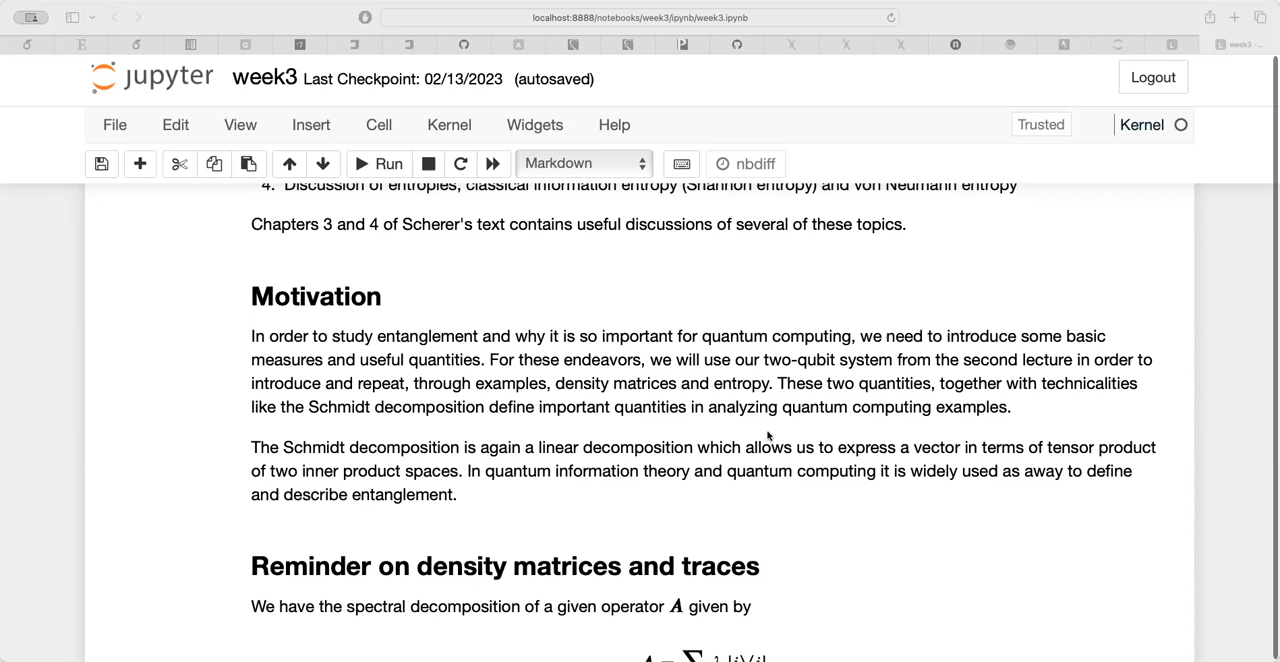 localhost:8888/notebooks/week3/ipynb/week3.ipynb
week3 -...
jupyter week3 Last Checkpoint: 02/13/2023 (autosaved) Logout
File Edit View Insert Cell Kernel Widgets Help Trusted Kernel
Run Markdown nbdiff
4. Discussion of entropies, classical information entropy (Shannon entropy) and von Neumann entropy
Chapters 3 and 4 of Scherer's text contains useful discussions of several of these topics.
Motivation
In order to study entanglement and why it is so important for quantum computing, we need to introduce some basic
measures and useful quantities. For these endeavors, we will use our two-qubit system from the second lecture in order to
introduce and repeat, through examples, density matrices and entropy. These two quantities, together with technicalities
like the Schmidt decomposition define important quantities in analyzing quantum computing examples.
The Schmidt decomposition is again a linear decomposition which allows us to express a vector in terms of tensor product
of two inner product spaces. In quantum information theory and quantum computing it is widely used as away to define
and describe entanglement.
Reminder on density matrices and traces
We have the spectral decomposition of a given operator A given by